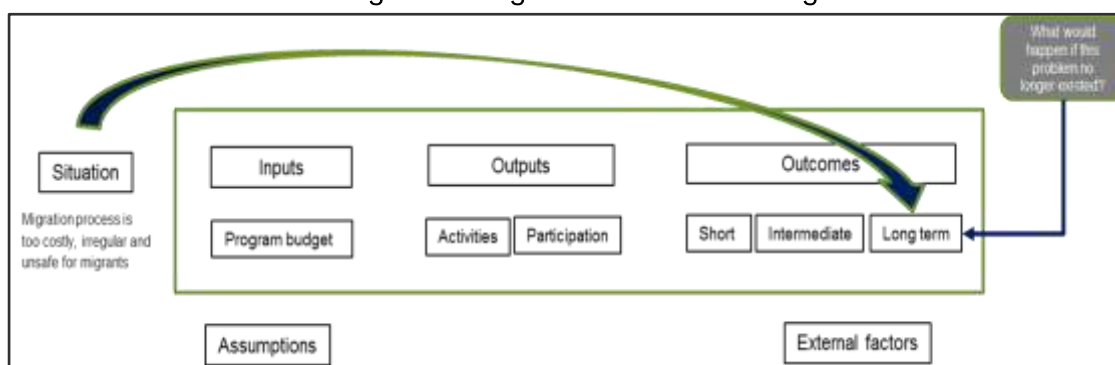 What would
happen if this
problem no
longer existed?
Situation
Inputs
Outputs
Outcomes
Migration process is
too costly, irregular and
unsafe for migrants
Program budget
Activities
Participation
Short
Intermediate
Long term
Assumptions
External factors